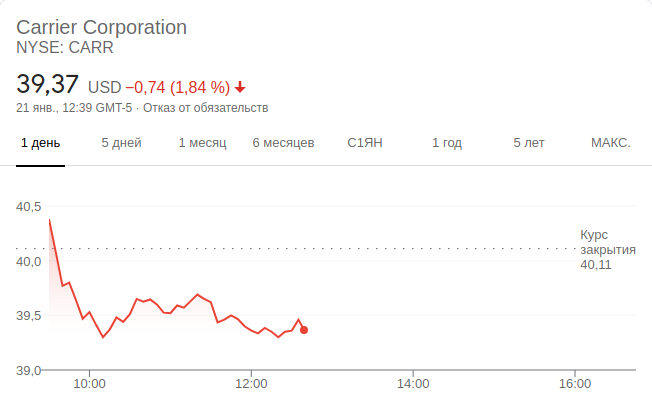 Carrier Corporation
NYSE: CARR
39,37 USD −0,74 (1,84 %)
21 янв., 12:39 GMT-5 · Отказ от обязательств
1 день 5 дней 1 месяц 6 месяцев С1ЯН 1 год 5 лет МАКС.
40,5
Курс
закрытия
40,11
40,0
39,5
39,0
10:00 12:00 14:00 16:00